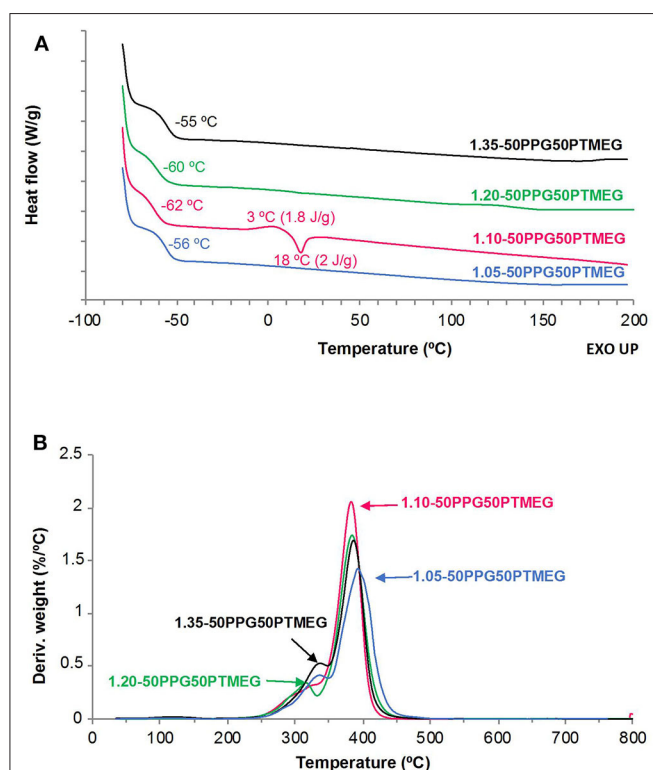 A
Heat flow (W/g)
-55 ºC
1.35-50PPG50PTMEG
-60 ºC
1.20-50PPG50PTMEG
-62 ºC
3 ºC (1.8 J/g)
1.10-50PPG50PTMEG
18 ºC (2 J/g)
-56 ºC
1.05-50PPG50PTMEG
-100 -50 0 50 100 150 200
Temperature (ºC)
EXO UP
B
Deriv. weight (%/ºC)
2.5
2
1.5
1
0.5
0
1.10-50PPG50PTMEG
1.05-50PPG50PTMEG
1.35-50PPG50PTMEG
1.20-50PPG50PTMEG
0 100 200 300 400 500 600 700 800
Temperature (ºC)